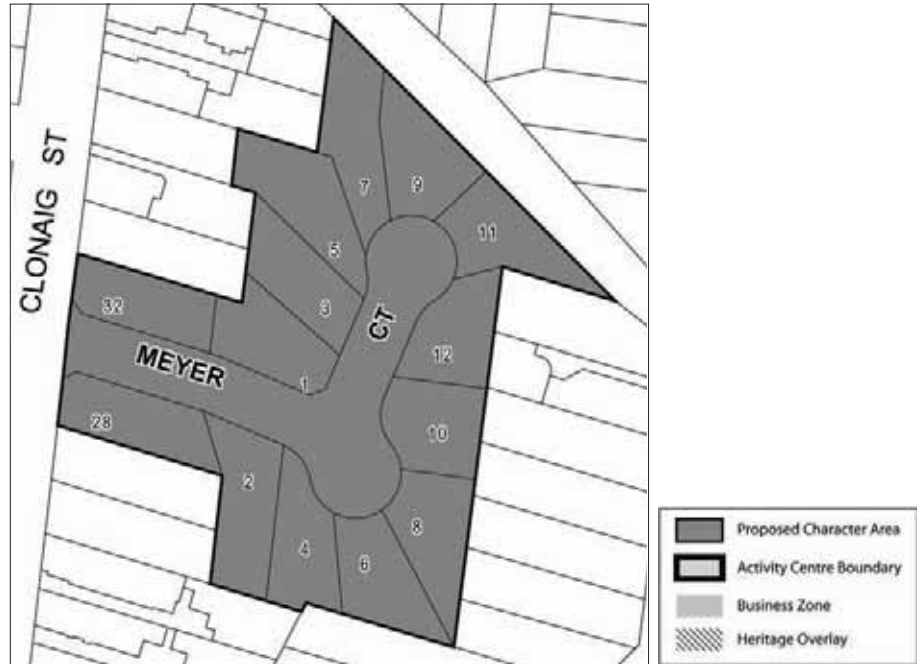 CLONAIG ST
MEYER
CT
32
28
1
3
5
7
9
11
12
10
8
6
4
2
Proposed Character Area
Activity Centre Boundary
Business Zone
Heritage Overlay